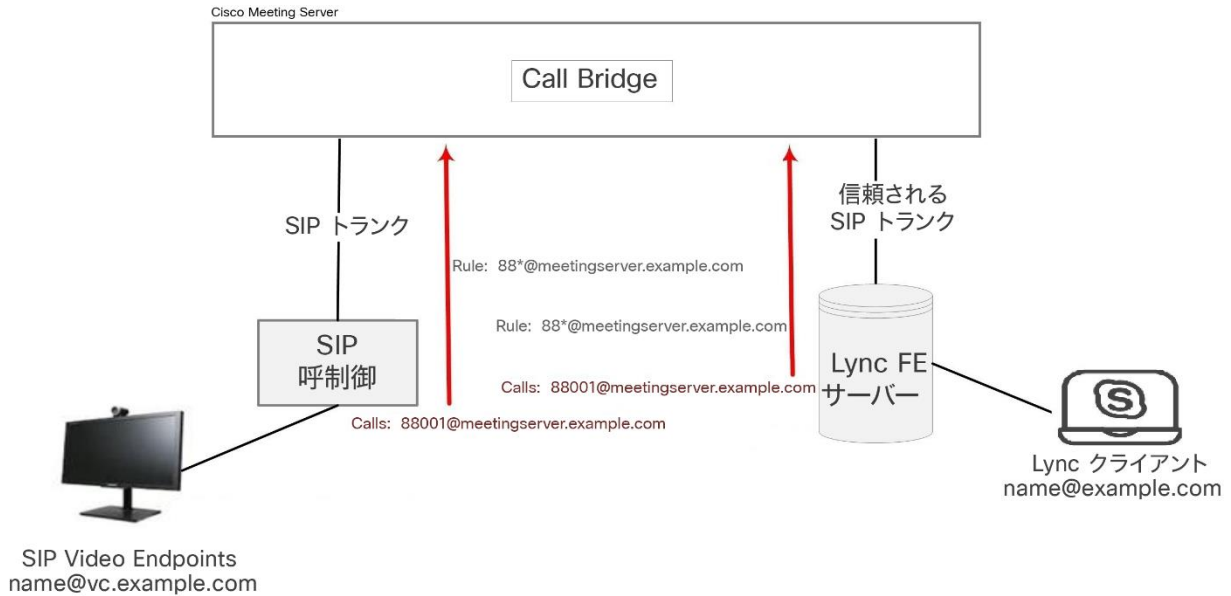 Cisco Meeting Server
Call Bridge
SIP トランク
信頼される
SIP トランク
Rule: 88*@meetingserver.example.com
Rule: 88*@meetingserver.example.com
SIP
呼制御
Lync FE
サーバー
Calls: 88001@meetingserver.example.com
Calls: 88001@meetingserver.example.com
Lync クライアント
name@example.com
SIP Video Endpoints
name@vc.example.com